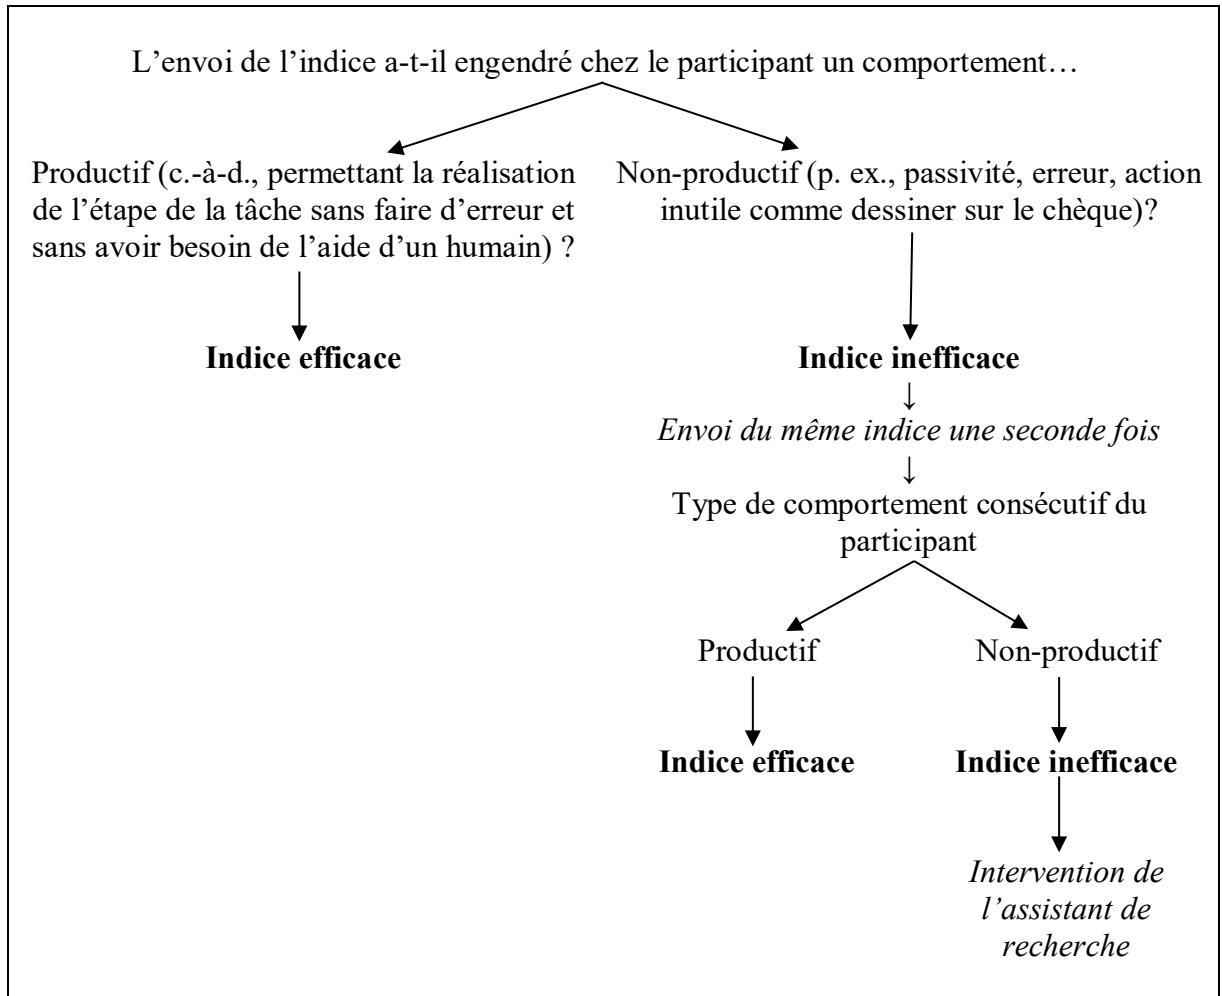 L’envoi de l’indice a-t-il engendré chez le participant un comportement…
Productif (c.-à-d., permettant la réalisation
de l’étape de la tâche sans faire d’erreur et
sans avoir besoin de l’aide d’un humain) ?
Non-productif (p. ex., passivité, erreur, action
inutile comme dessiner sur le chèque)?
Indice efficace
Indice inefficace
↓
Envoi du même indice une seconde fois
↓
Type de comportement consécutif du
participant
Productif
Non-productif
Indice efficace
Indice inefficace
Intervention de
l’assistant de
recherche